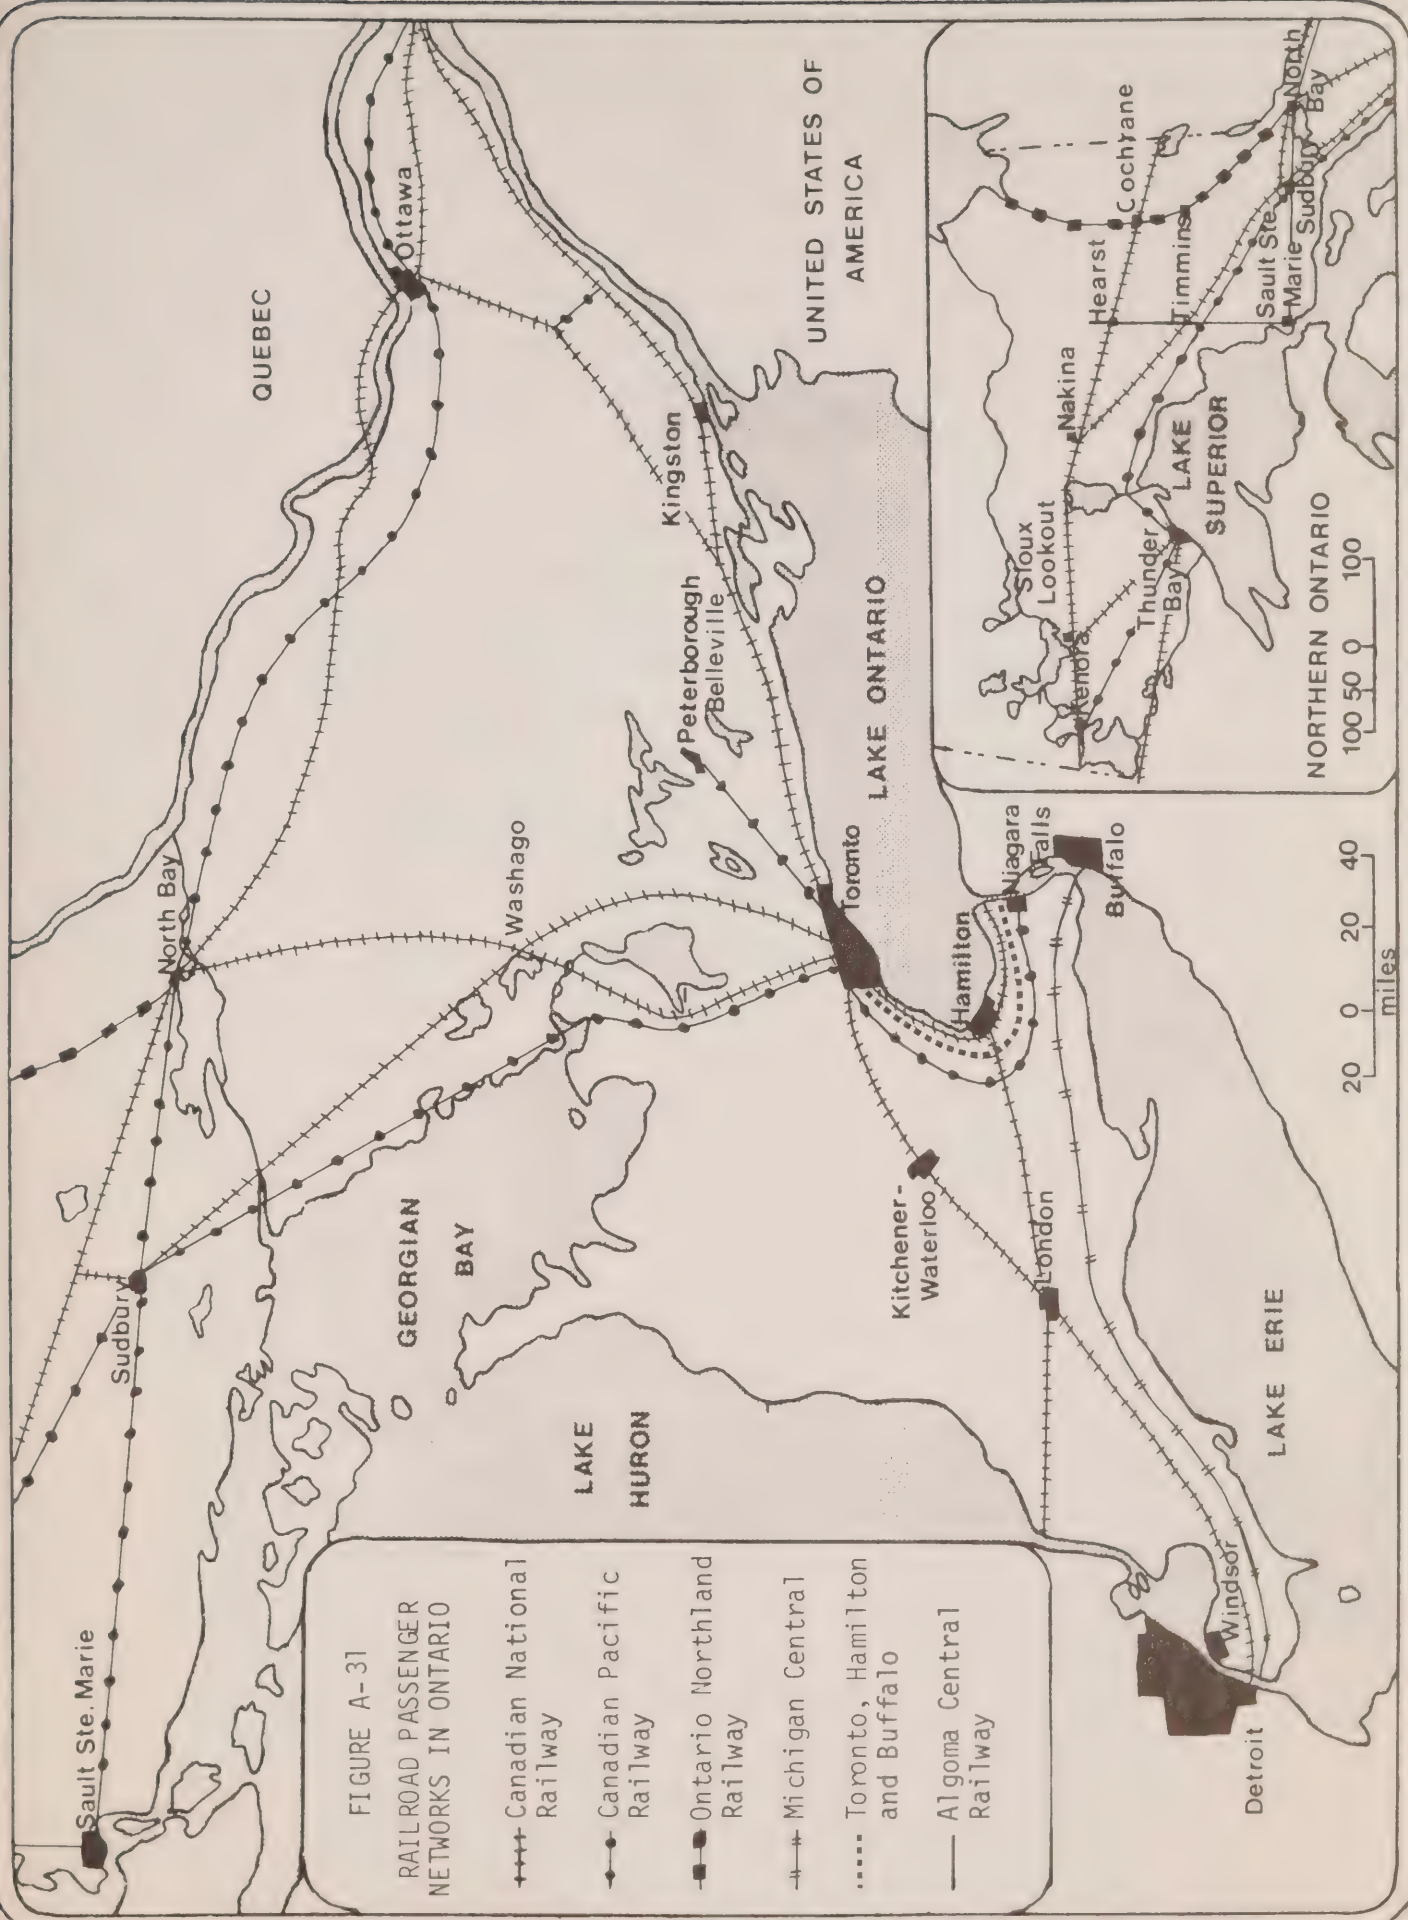 FIGURE A-31
RAILROAD PASSENGER
NETWORKS IN ONTARIO
Canadian National
Railway
Canadian Pacific
Railway
Ontario Northland
Railway
Michigan Central
Toronto, Hamilton
and Buffalo
Algoma Central
Railway
Sault Ste. Marie
Sudbury
North Bay
QUEBEC
Ottawa
GEORGIAN
BAY
Washago
LAKE
HURON
Peterborough
Belleville
Kingston
UNITED STATES OF
AMERICA
Toronto
LAKE ONTARIO
Kitchener-
Waterloo
Hamilton
London
Niagara
Falls
Buffalo
Windsor
Detroit
LAKE ERIE
20 0 20 40
miles
Sioux
Lookout
Kenora
Nakina
Hearst
Cochrane
Thunder
Bay
LAKE
SUPERIOR
Timmins
Sault Ste
Marie
Sudbury
North
Bay
NORTHERN ONTARIO
100 50 0 100